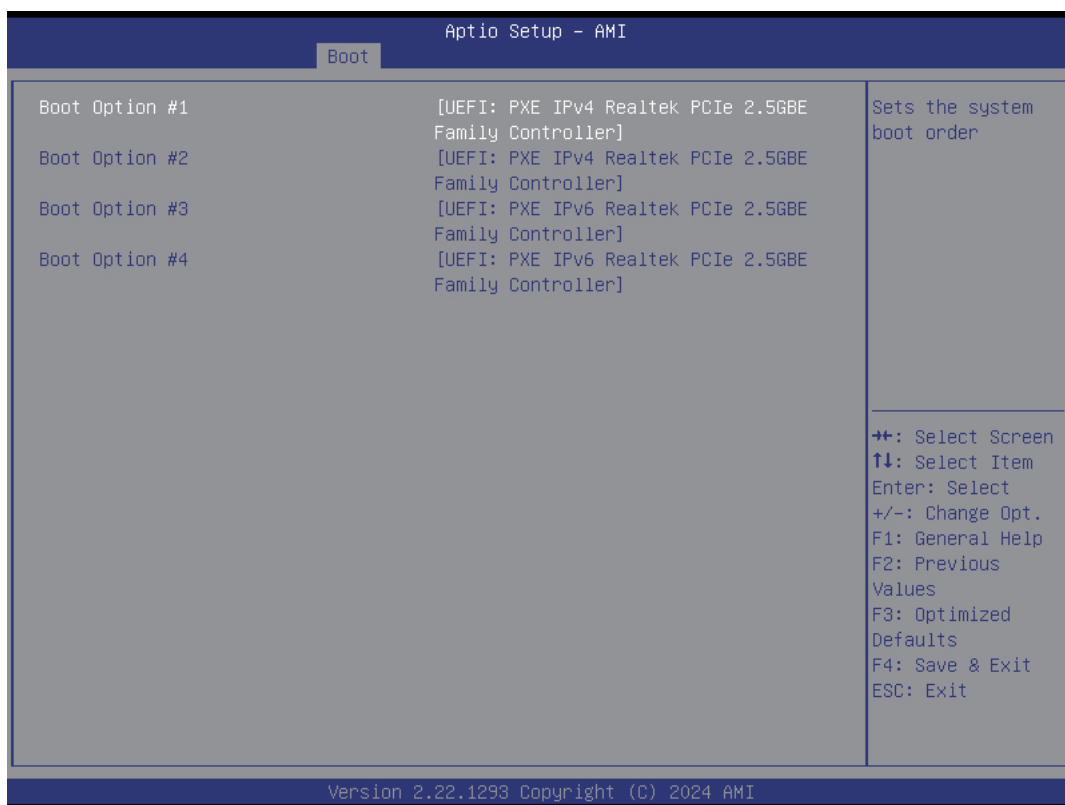 Aptio Setup – AMI
Boot
Boot Option #1 [UEFI: PXE IPv4 Realtek PCIe 2.5GBE
Family Controller]
Boot Option #2 [UEFI: PXE IPv4 Realtek PCIe 2.5GBE
Family Controller]
Boot Option #3 [UEFI: PXE IPv6 Realtek PCIe 2.5GBE
Family Controller]
Boot Option #4 [UEFI: PXE IPv6 Realtek PCIe 2.5GBE
Family Controller]
Sets the system
boot order
→←: Select Screen
↑↓: Select Item
Enter: Select
+/-: Change Opt.
F1: General Help
F2: Previous
Values
F3: Optimized
Defaults
F4: Save & Exit
ESC: Exit
Version 2.22.1293 Copyright (C) 2024 AMI